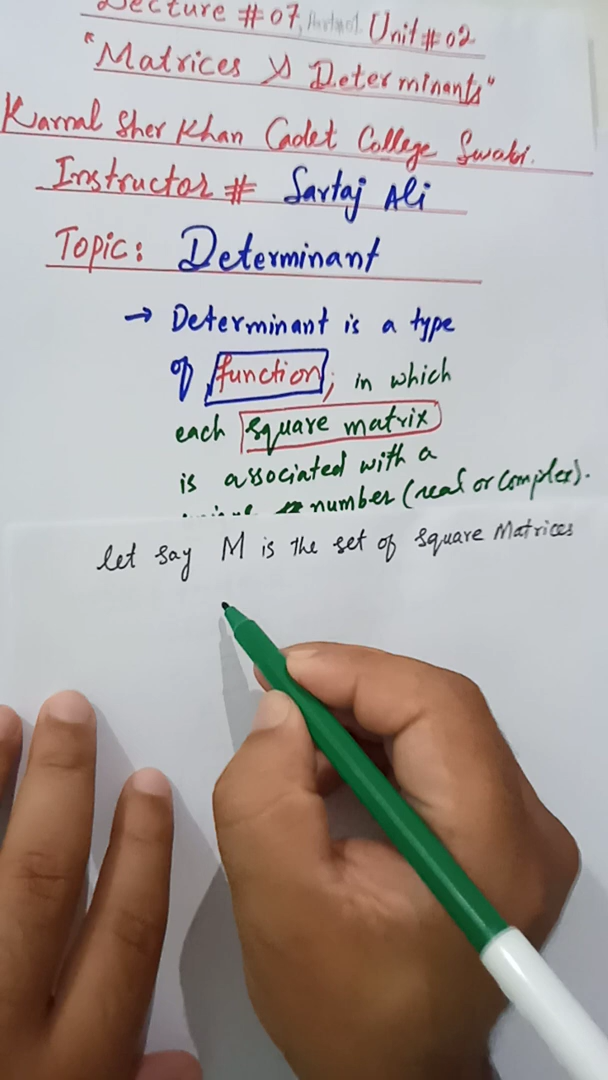 Lecture # 07, Unit # 02
"Matrices & Determinants"
Karnal Sher Khan Cadet College Swabi.
Instructor # Sartaj Ali
Topic: Determinant
→ Determinant is a type
of function, in which
each square matrix
is associated with a
number (real or complex).
let say M is the set of square Matrices